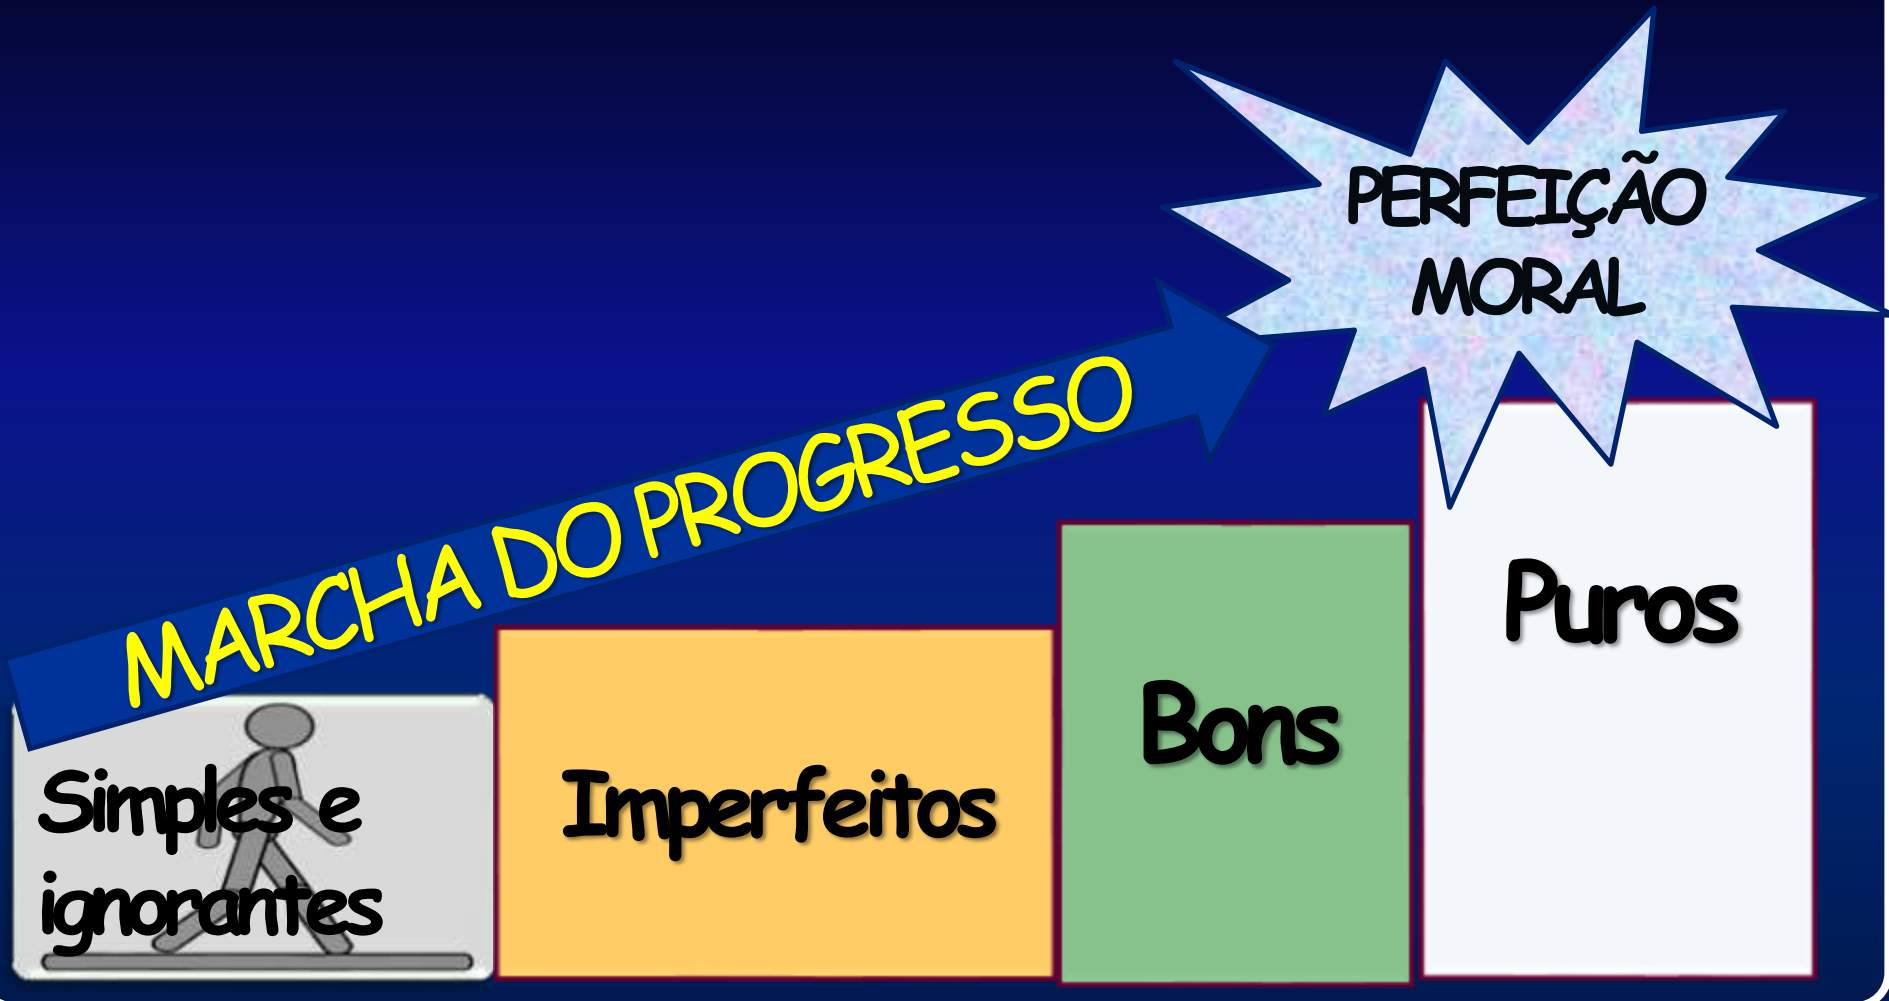 PERFEIÇÃO
MORAL
MARCHA DO PROGRESSO
Simples e
ignorantes
Imperfeitos
Bons
Puros